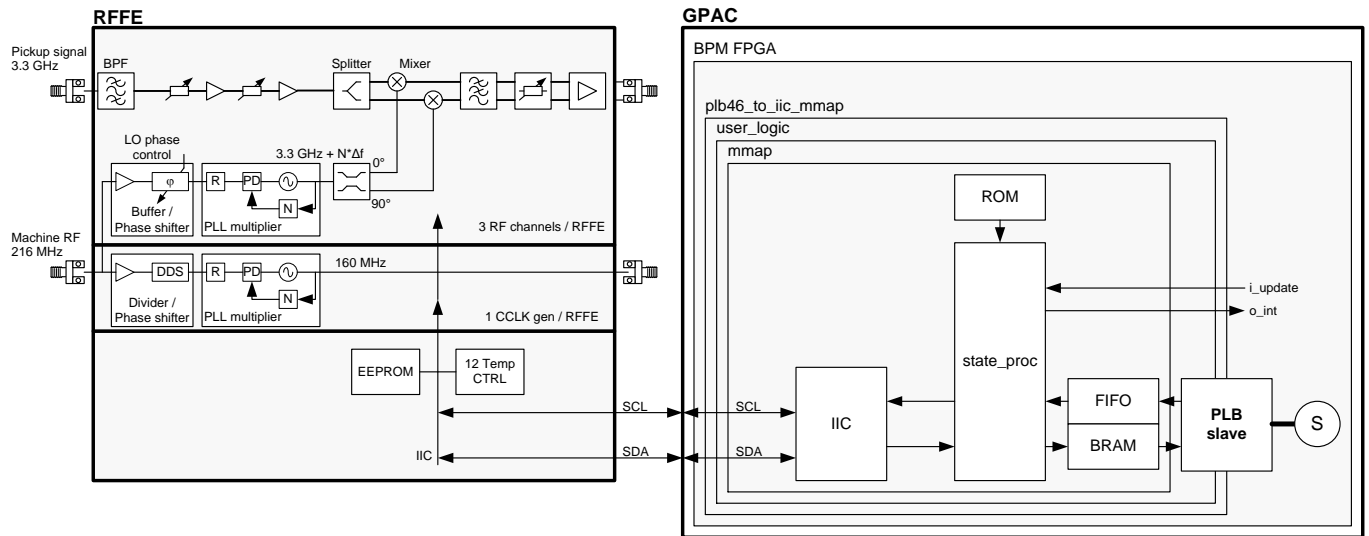 RFFE
Pickup signal
3.3 GHz
BPF
Splitter
Mixer
LO phase
control
3.3 GHz + N*Δf
0°
φ
R
PD
N
90°
Buffer /
Phase shifter
PLL multiplier
3 RF channels / RFFE
Machine RF
216 MHz
DDS
R
PD
160 MHz
N
Divider /
Phase shifter
PLL multiplier
1 CCLK gen / RFFE
EEPROM
12 Temp
CTRL
SCL
SDA
IIC
GPAC
BPM FPGA
plb46_to_iic_mmap
user_logic
mmap
ROM
i_update
o_int
state_proc
SCL
IIC
SDA
FIFO
BRAM
PLB
slave
S